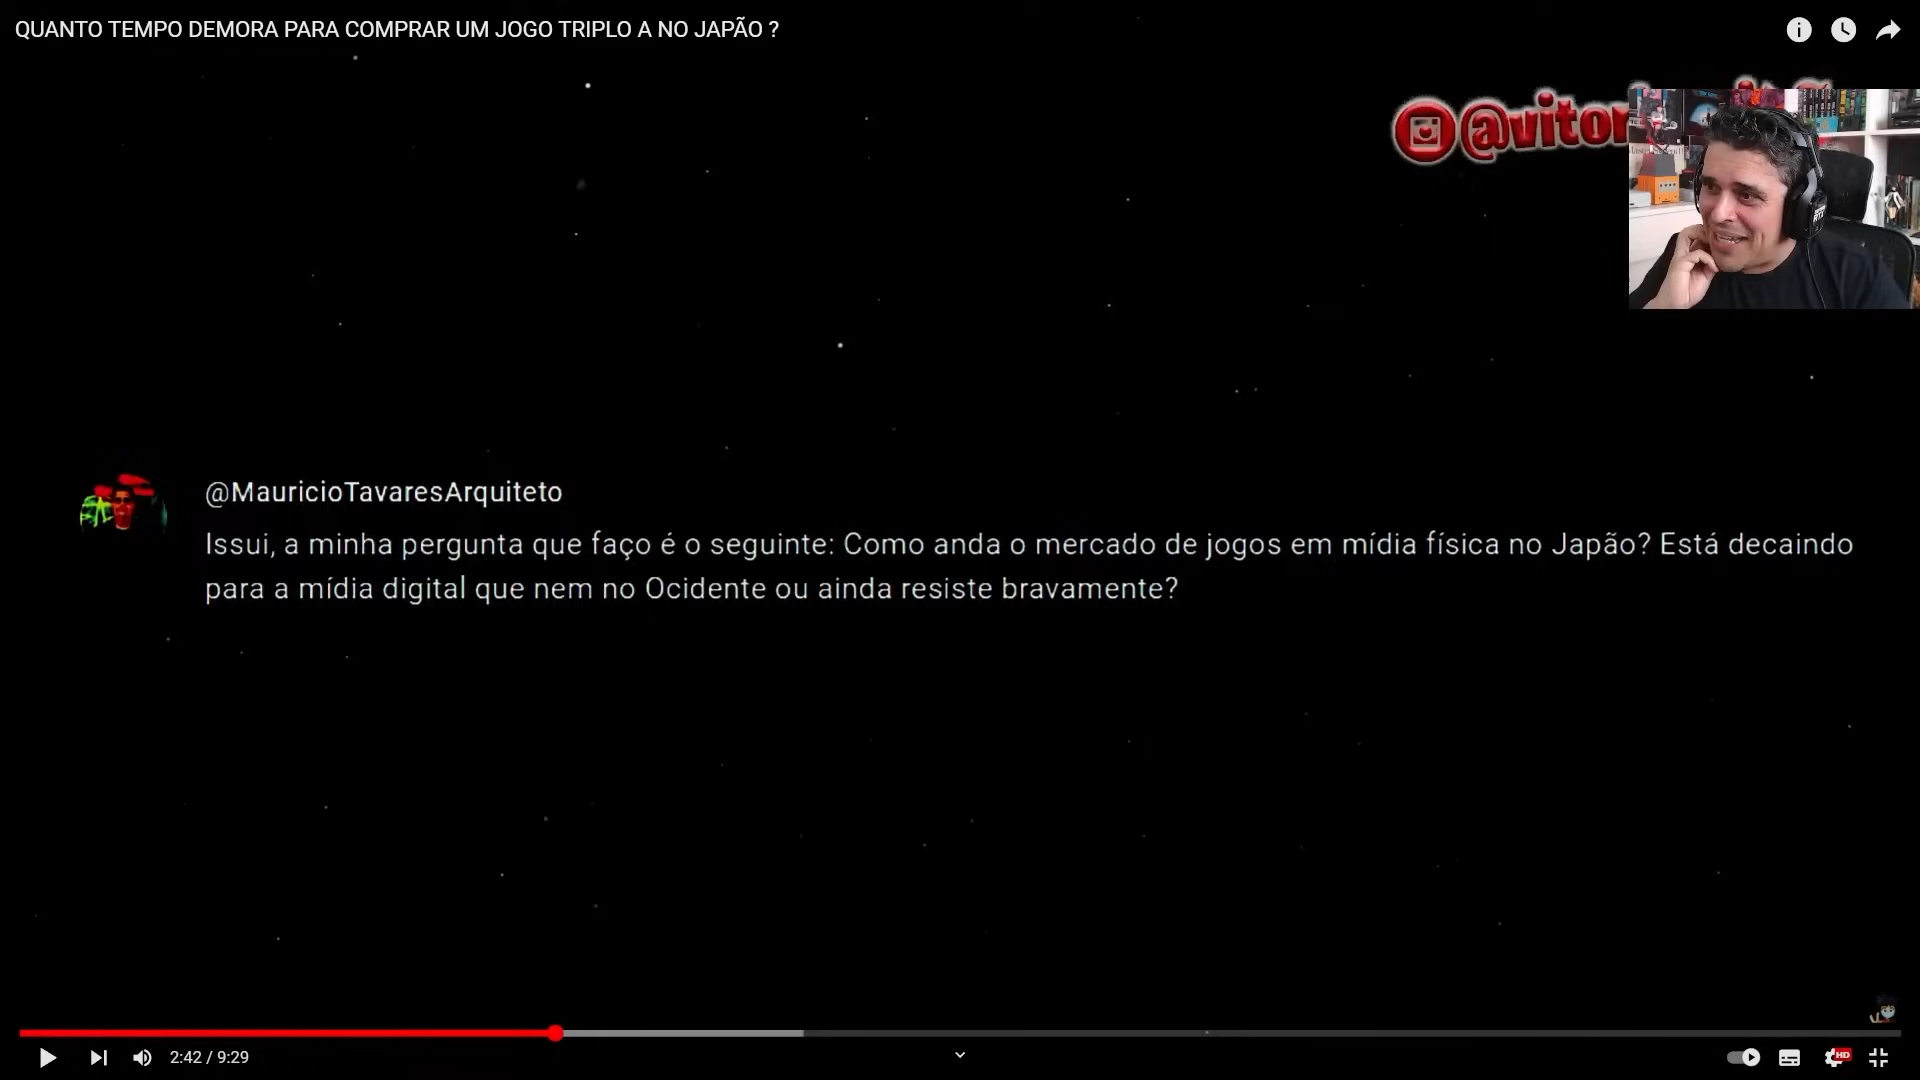 QUANTO TEMPO DEMORA PARA COMPRAR UM JOGO TRIPLO A NO JAPÃO ?
@vitor
@MauricioTavaresArquiteto
Issui, a minha pergunta que faço é o seguinte: Como anda o mercado de jogos em mídia física no Japão? Está decaindo
para a mídia digital que nem no Ocidente ou ainda resiste bravamente?
2:42 / 9:29
HD